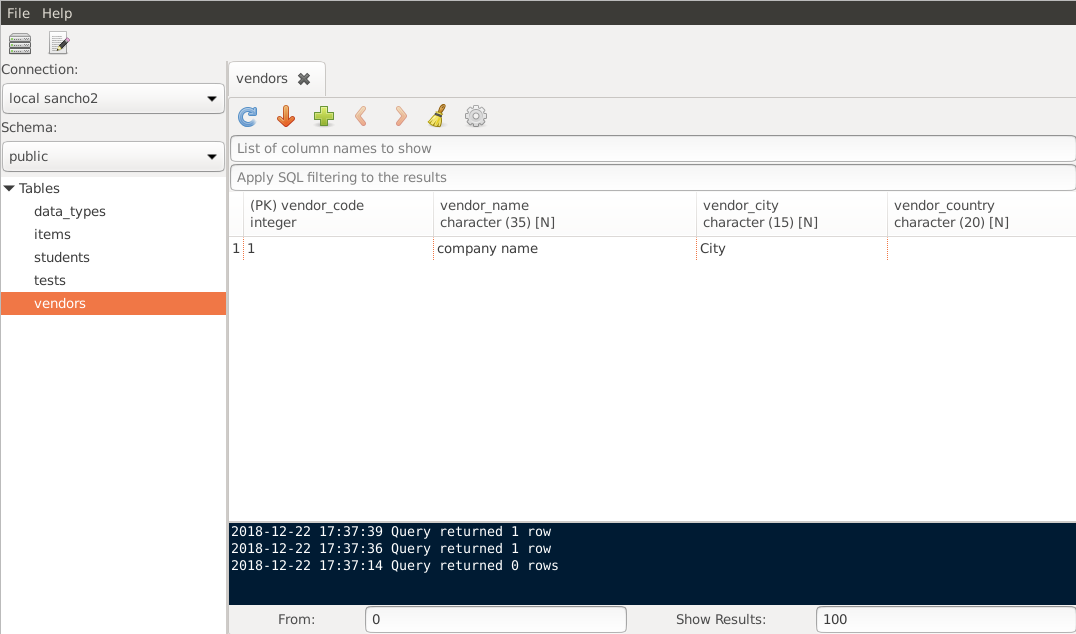 File Help
Connection:
local sancho2
Schema:
public
Tables
data_types
items
students
tests
vendors
vendors
List of column names to show
Apply SQL filtering to the results
(PK) vendor_code vendor_name vendor_city vendor_country
integer character (35) [N] character (15) [N] character (20) [N]
1 1 company name City
2018-12-22 17:37:39 Query returned 1 row
2018-12-22 17:37:36 Query returned 1 row
2018-12-22 17:37:14 Query returned 0 rows
From: 0 Show Results: 100